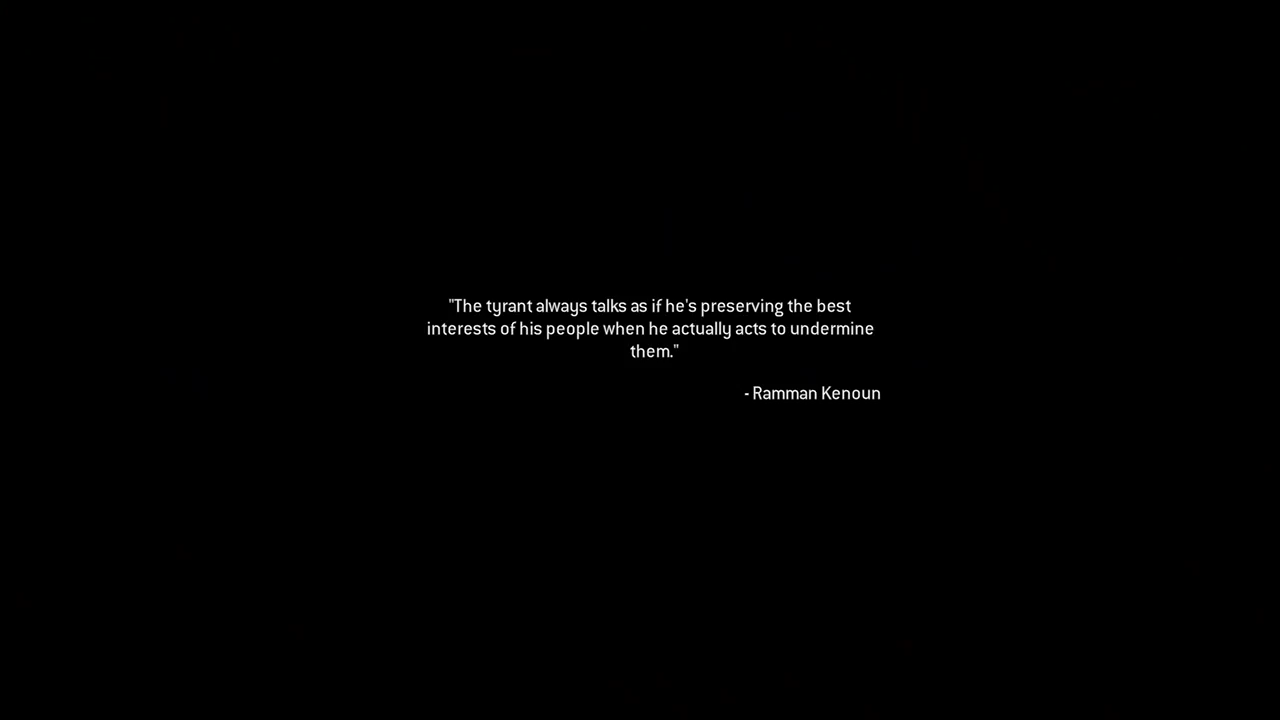 "The tyrant always talks as if he's preserving the best
interests of his people when he actually acts to undermine
them."
- Ramman Kenoun